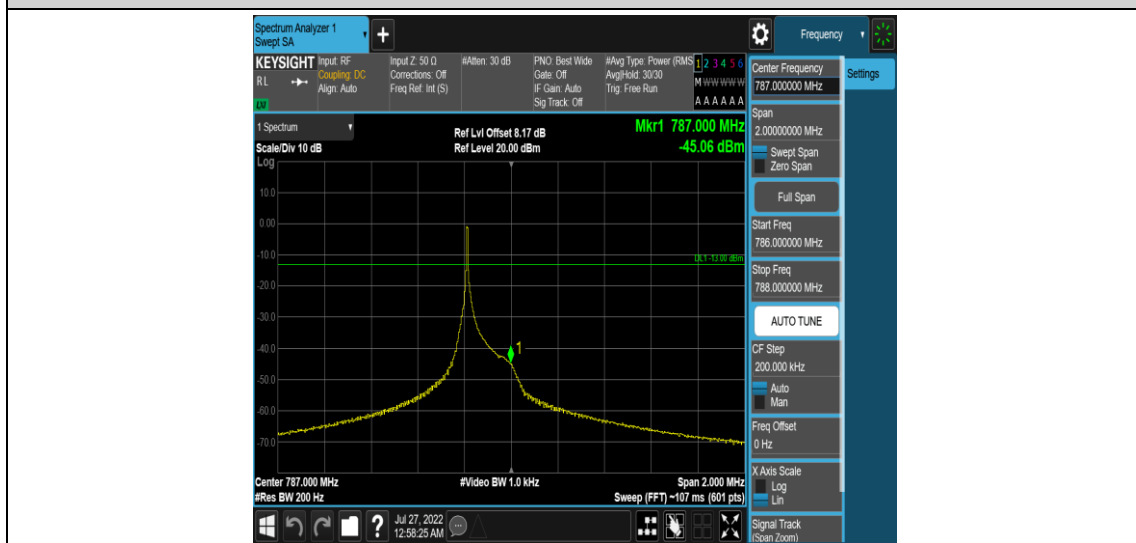 Spectrum Analyzer 1
Swept SA
+
Frequency
KEYSIGHT
RL
LXI
Input: RF
Coupling: DC
Align: Auto
Input Z: 50 Ω
Corrections: Off
Freq Ref: Int (S)
#Atten: 30 dB
PNO: Best Wide
Gate: Off
IF Gain: Auto
Sig Track: Off
#Avg Type: Power (RMS
Avg|Hold: 30/30
Trig: Free Run
1 2 3 4 5 6
M W W W W W
A A A A A A
Center Frequency
787.000000 MHz
Settings
1 Spectrum
Scale/Div 10 dB
Ref Lvl Offset 8.17 dB
Ref Level 20.00 dBm
Mkr1 787.000 MHz
-45.06 dBm
Span
2.00000000 MHz
Swept Span
Zero Span
Full Span
Start Freq
786.000000 MHz
Stop Freq
788.000000 MHz
AUTO TUNE
CF Step
200.000 kHz
Auto
Man
Freq Offset
0 Hz
X Axis Scale
Log
Lin
Signal Track
(Span Zoom)
Log
10.0
0.00
-10.0
DL1 -13.00 dBm
-20.0
-30.0
-40.0
1
-50.0
-60.0
-70.0
Center 787.000 MHz
#Res BW 200 Hz
#Video BW 1.0 kHz
Span 2.000 MHz
Sweep (FFT) ~107 ms (601 pts)
?
Jul 27, 2022
12:58:25 AM